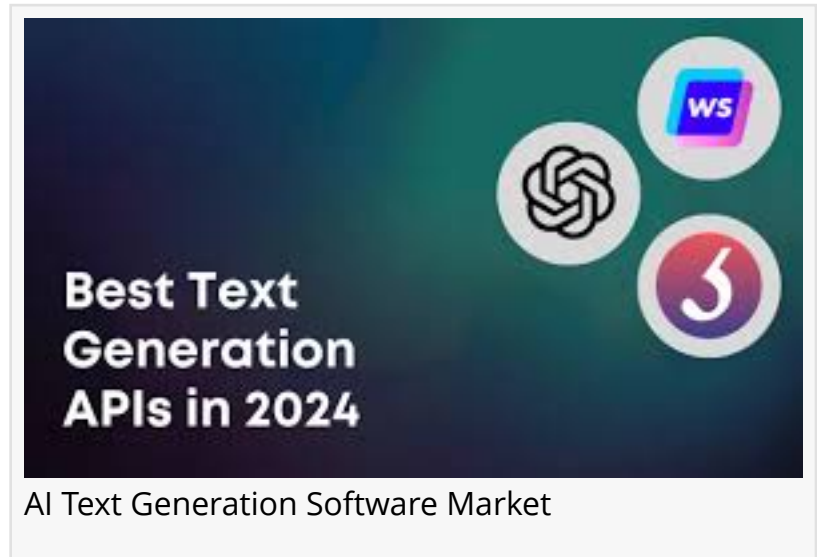 WS
Best Text
Generation
APIs in 2024
AI Text Generation Software Market